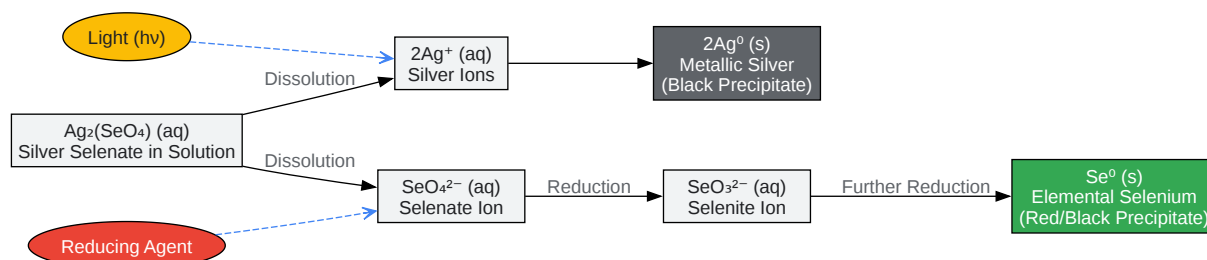 Light (hν)
2Ag⁺ (aq)
Silver Ions
2Ag⁰ (s)
Metallic Silver
(Black Precipitate)
Dissolution
Ag₂(SeO₄) (aq)
Silver Selenate in Solution
Dissolution
SeO₄²⁻ (aq)
Selenate Ion
Reduction
SeO₃²⁻ (aq)
Selenite Ion
Further Reduction
Se⁰ (s)
Elemental Selenium
(Red/Black Precipitate)
Reducing Agent